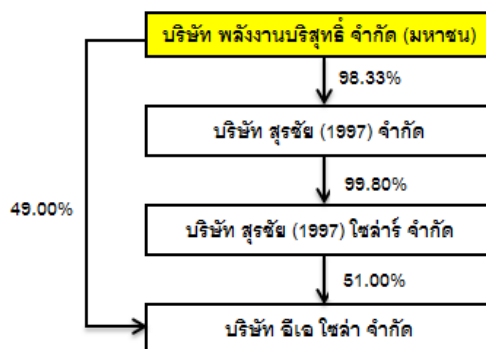 บริษัท พลังงานบริสุทธิ์ จำกัด (มหาชน)
98.33%
บริษัท สุรชัย (1997) จำกัด
99.80%
49.00%
บริษัท สุรชัย (1997) โซล่าร์ จำกัด
51.00%
บริษัท อีเอ โซล่า จำกัด